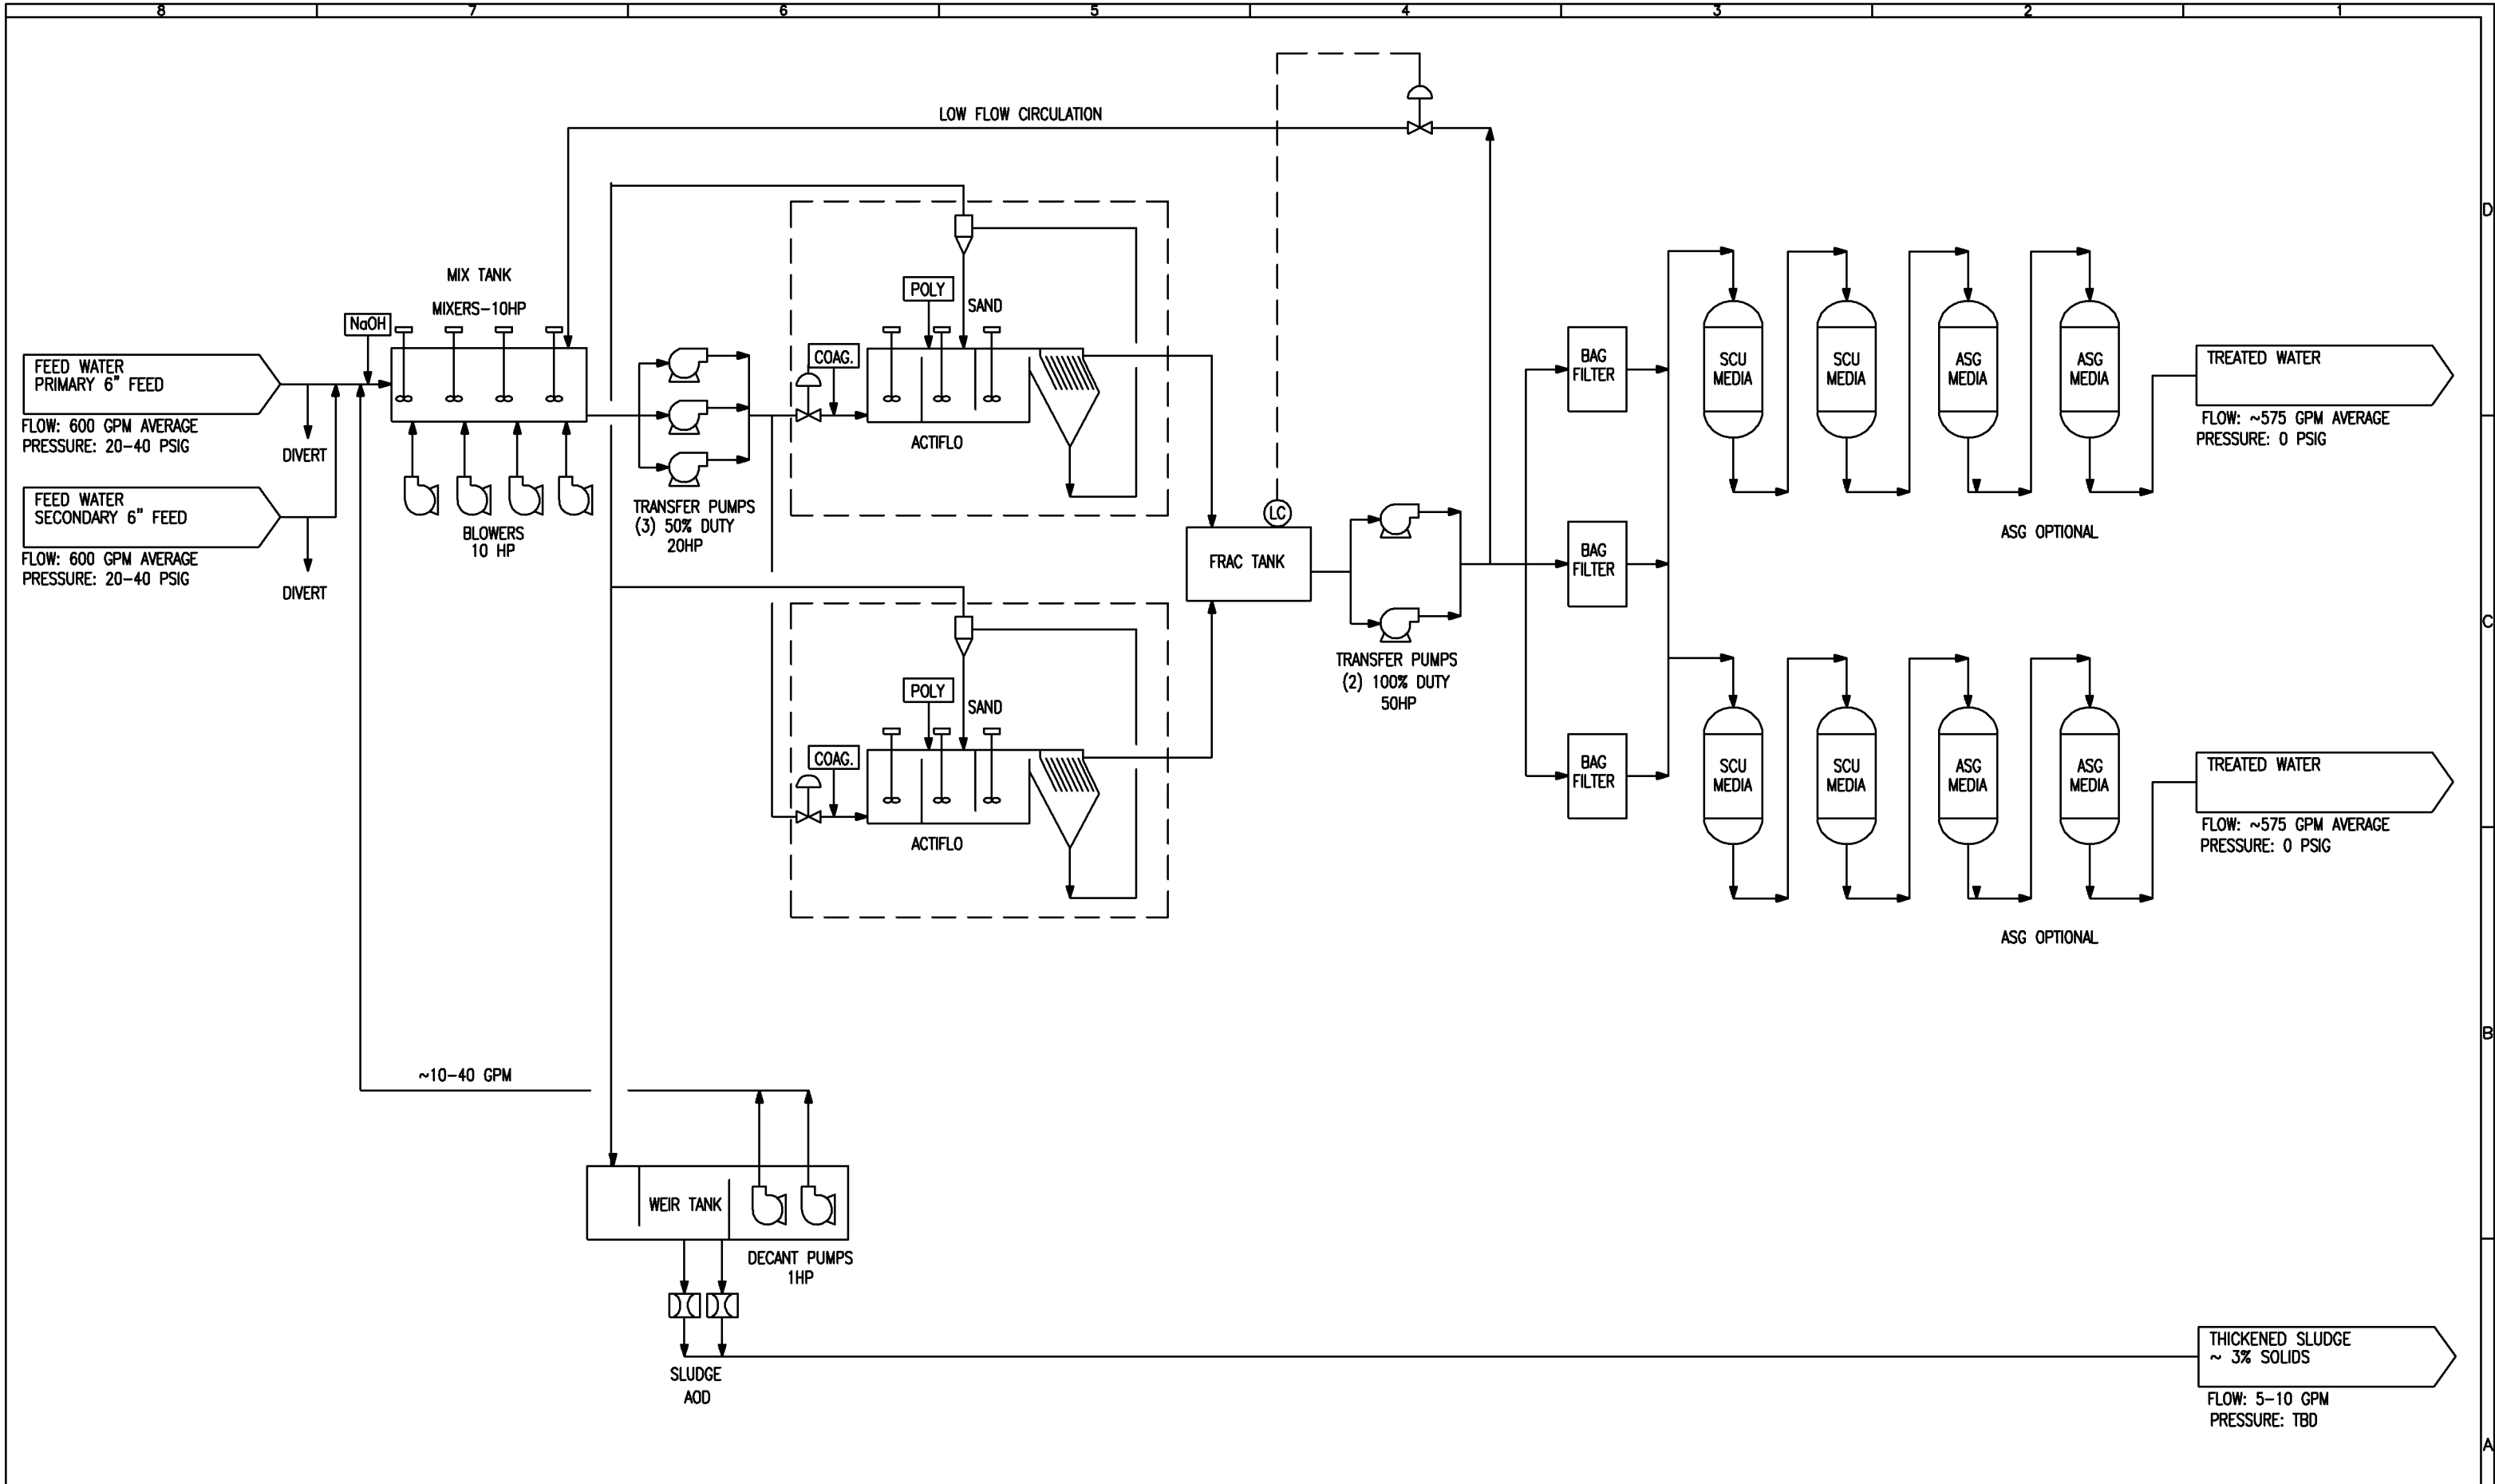 8
7
6
5
4
3
2
1
D
C
B
A
LOW FLOW CIRCULATION
MIX TANK
MIXERS-10HP
NaOH
FEED WATER
PRIMARY 6" FEED
FLOW: 600 GPM AVERAGE
PRESSURE: 20-40 PSIG
DIVERT
FEED WATER
SECONDARY 6" FEED
FLOW: 600 GPM AVERAGE
PRESSURE: 20-40 PSIG
DIVERT
BLOWERS
10 HP
TRANSFER PUMPS
(3) 50% DUTY
20HP
POLY
SAND
COAG.
ACTIFLO
POLY
SAND
COAG.
ACTIFLO
LC
FRAC TANK
TRANSFER PUMPS
(2) 100% DUTY
50HP
BAG
FILTER
BAG
FILTER
BAG
FILTER
SCU
MEDIA
SCU
MEDIA
ASG
MEDIA
ASG
MEDIA
TREATED WATER
FLOW: ~575 GPM AVERAGE
PRESSURE: 0 PSIG
ASG OPTIONAL
SCU
MEDIA
SCU
MEDIA
ASG
MEDIA
ASG
MEDIA
TREATED WATER
FLOW: ~575 GPM AVERAGE
PRESSURE: 0 PSIG
ASG OPTIONAL
~10-40 GPM
WEIR TANK
DECANT PUMPS
1HP
SLUDGE
AOD
THICKENED SLUDGE
~ 3% SOLIDS
FLOW: 5-10 GPM
PRESSURE: TBD